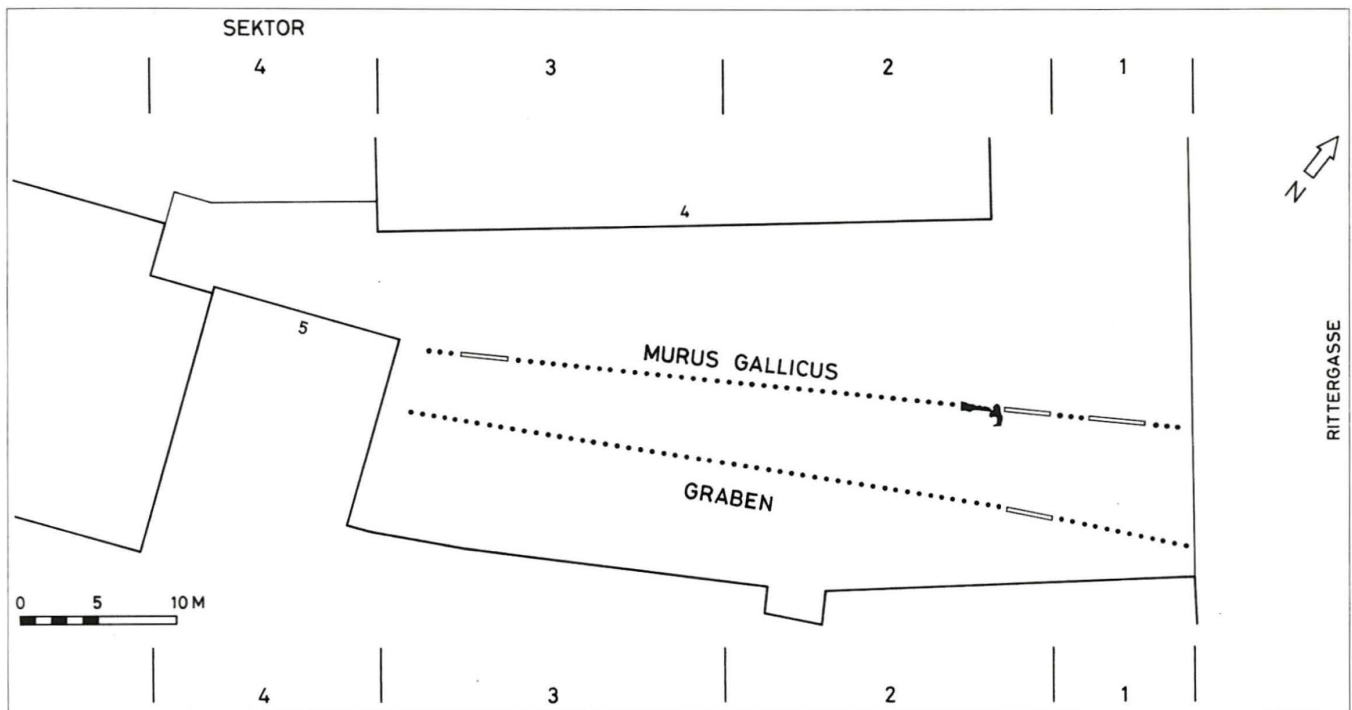 SEKTOR
4 3 2 1
4
5
MURUS GALLICUS
GRABEN
N
RITTERGASSE
0 5 10 M
4 3 2 1